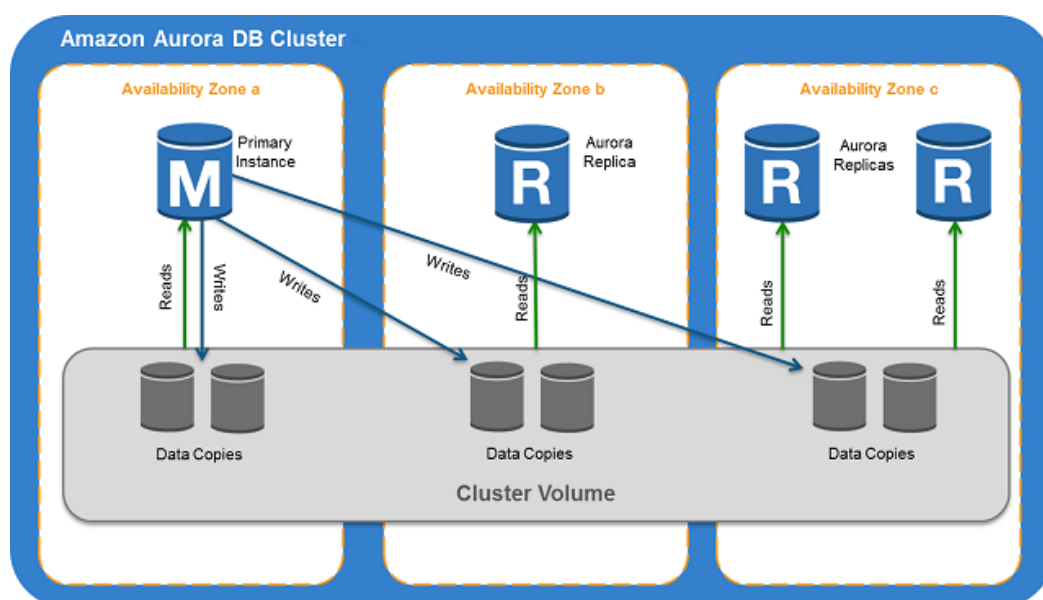 Amazon Aurora DB Cluster
Availability Zone a
Availability Zone b
Availability Zone c
M
Primary
Instance
R
Aurora
Replica
R
Aurora
Replicas
R
Reads
Writes
Writes
Writes
Reads
Reads
Reads
Data Copies
Data Copies
Data Copies
Cluster Volume